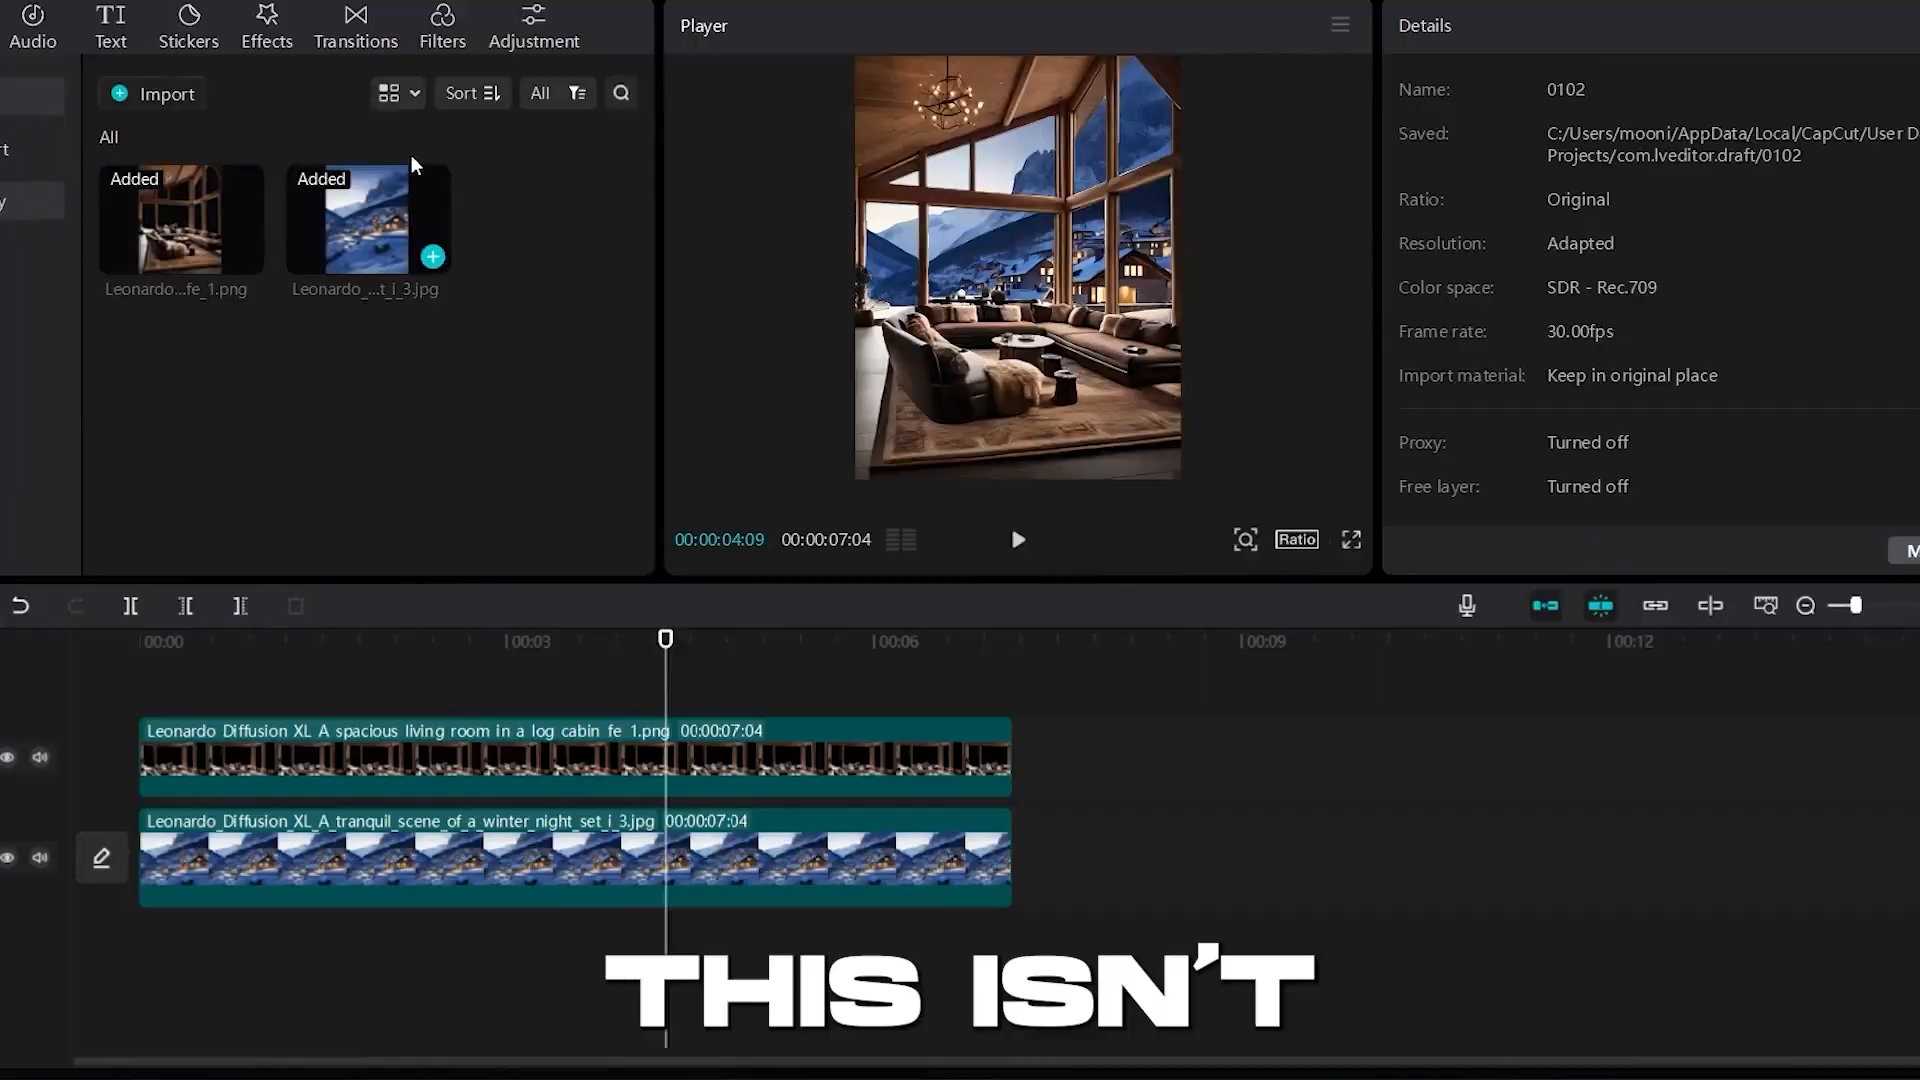 Audio
Text
Stickers
Effects
Transitions
Filters
Adjustment
Import
Sort
All
All
Added
Leonardo...fe_1.png
Added
Leonardo_...t_i_3.jpg
Player
00:00:04:09 00:00:07:04
Ratio
Details
Name: 0102
Saved: C:/Users/mooni/AppData/Local/CapCut/User D
Projects/com.lveditor.draft/0102
Ratio: Original
Resolution: Adapted
Color space: SDR - Rec.709
Frame rate: 30.00fps
Import material: Keep in original place
Proxy: Turned off
Free layer: Turned off
M
00:00 00:03 00:06 00:09 00:12
Leonardo Diffusion XL A spacious living room in a log cabin fe 1.png 00:00:07:04
Leonardo_Diffusion_XL_A_tranquil_scene_of_a_winter_night_set_i_3.jpg 00:00:07:04
THIS ISN'T